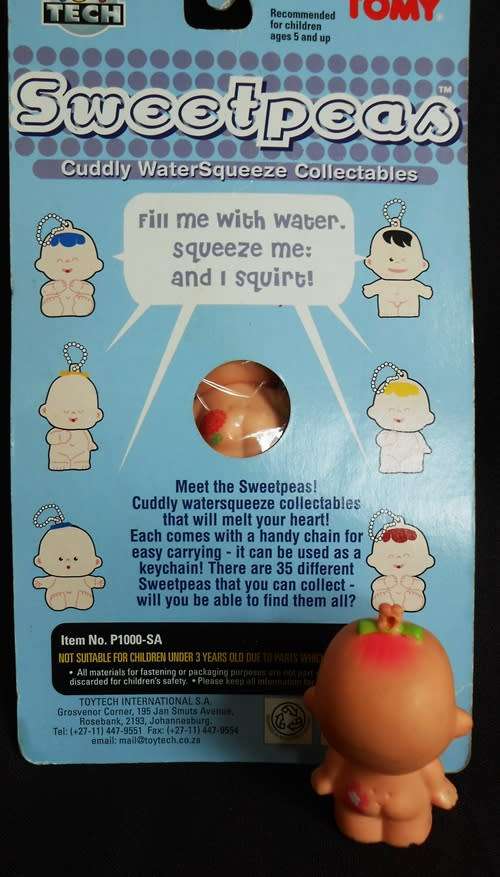 TECH
Recommended
for children
ages 5 and up
TOMY
Sweetpeas™
Cuddly WaterSqueeze Collectables
Fill me with water.
squeeze me:
and I squirt!
Meet the Sweetpeas!
Cuddly watersqueeze collectables
that will melt your heart!
Each comes with a handy chain for
easy carrying - it can be used as a
keychain! There are 35 different
Sweetpeas that you can collect -
will you be able to find them all?
Item No. P1000-SA
NOT SUITABLE FOR CHILDREN UNDER 3 YEARS OLD DUE TO PARTS
• All materials for fastening or packaging purposes are not part
discarded for children's safety. • Please keep all information
TOYTECH INTERNATIONAL S.A.
Grosvenor Corner, 195 Jan Smuts Avenue,
Rosebank, 2193, Johannesburg.
Tel: (+27-11) 447-9551 Fax: (+27-11) 447-9554
email: mail@toytech.co.za